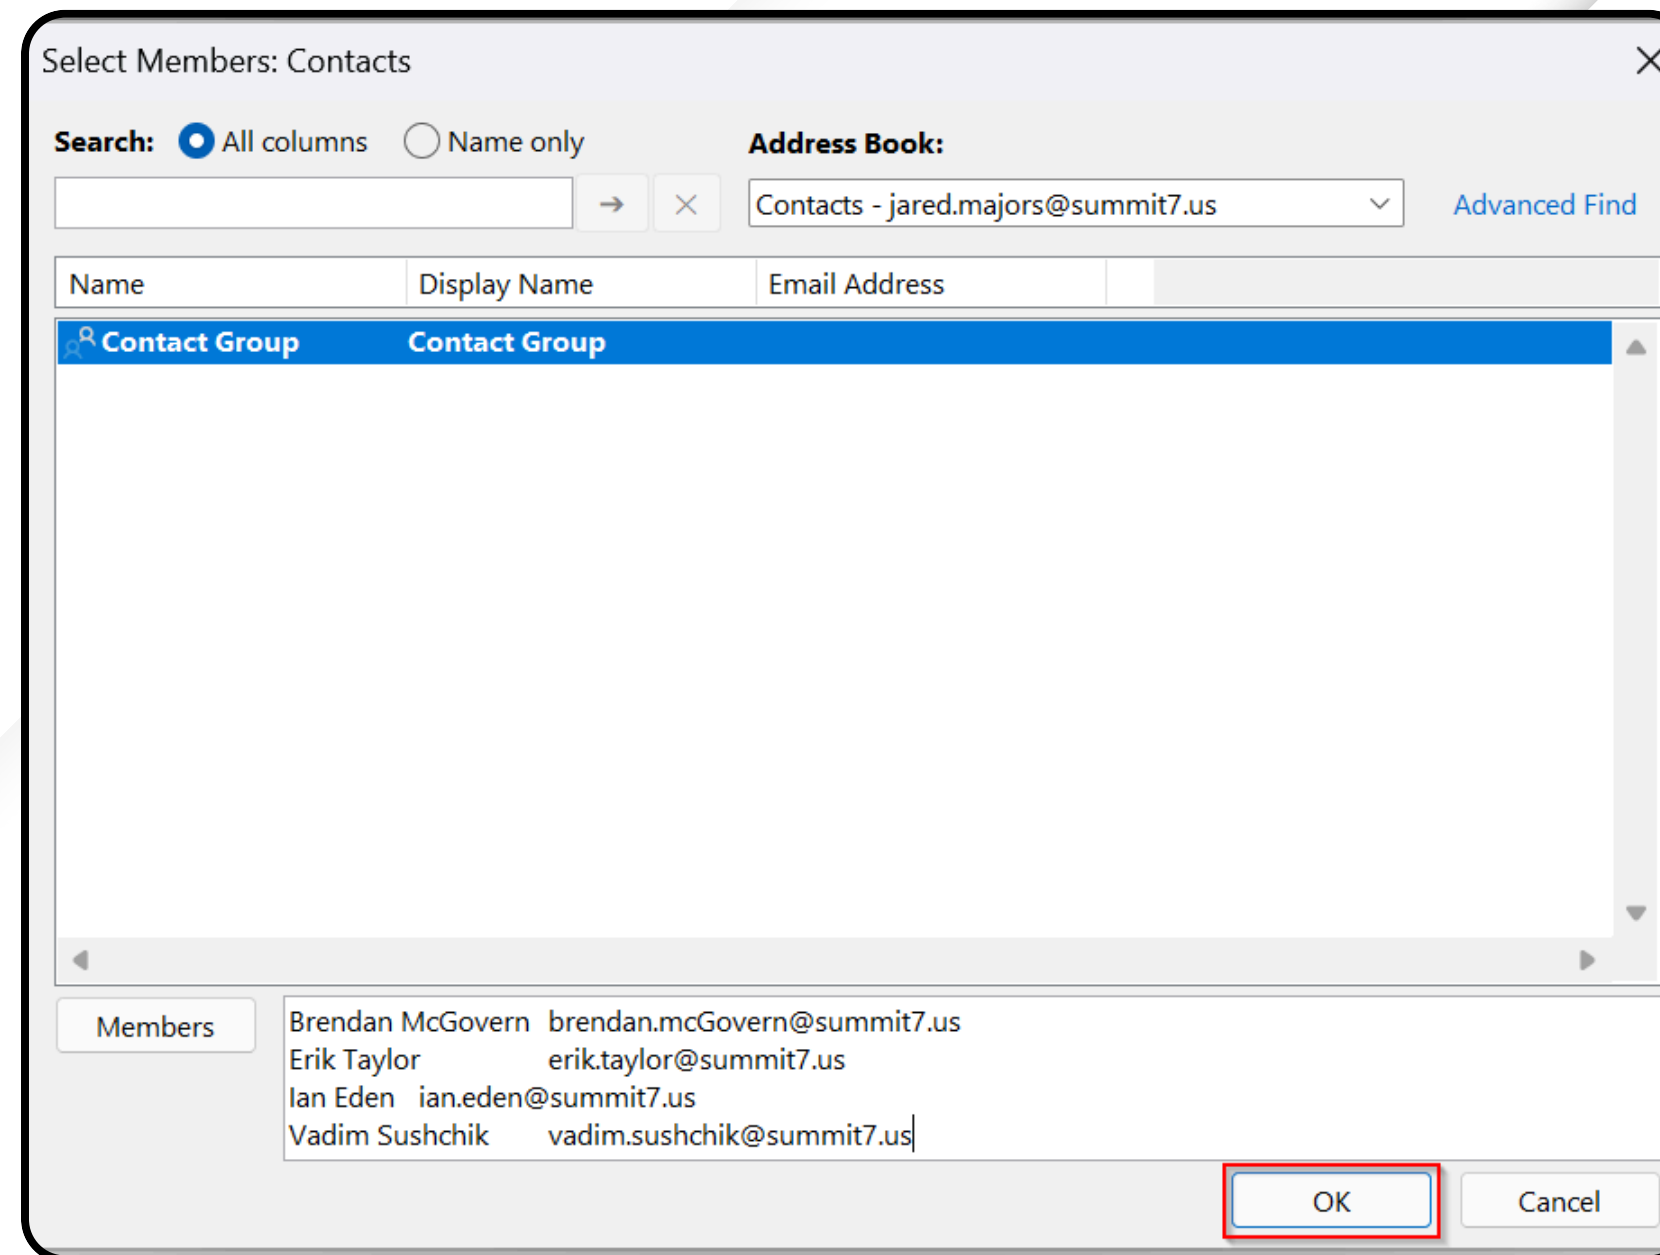 Select Members: Contacts
Search: All columns Name only Address Book:
Contacts - jared.majors@summit7.us Advanced Find
Name Display Name Email Address
Contact Group Contact Group
Members
Brendan McGovern brendan.mcGovern@summit7.us
Erik Taylor erik.taylor@summit7.us
Ian Eden ian.eden@summit7.us
Vadim Sushchik vadim.sushchik@summit7.us
OK Cancel